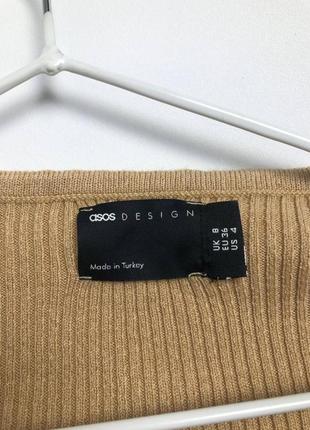 asos DESIGN
Made in Turkey
UK 8
EU 36
US 4